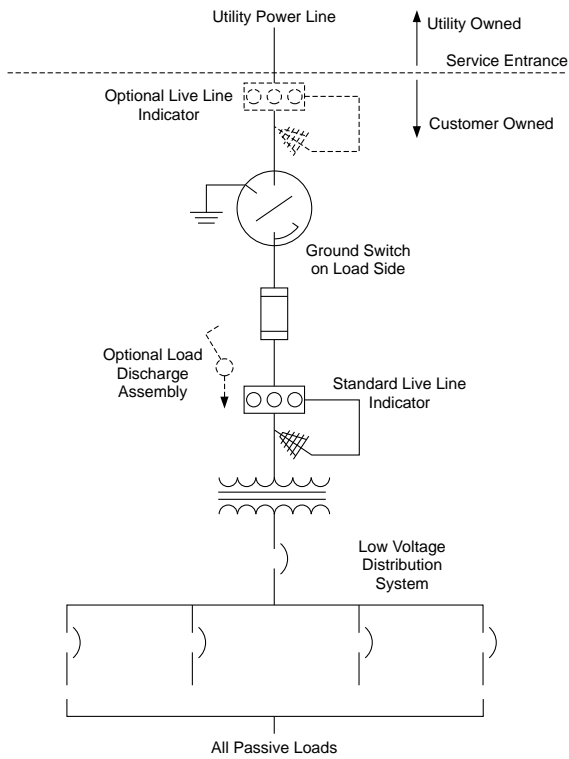 Utility Power Line
Utility Owned
Service Entrance
Optional Live Line
Indicator
Customer Owned
Ground Switch
on Load Side
Optional Load
Discharge
Assembly
Standard Live Line
Indicator
Low Voltage
Distribution
System
All Passive Loads